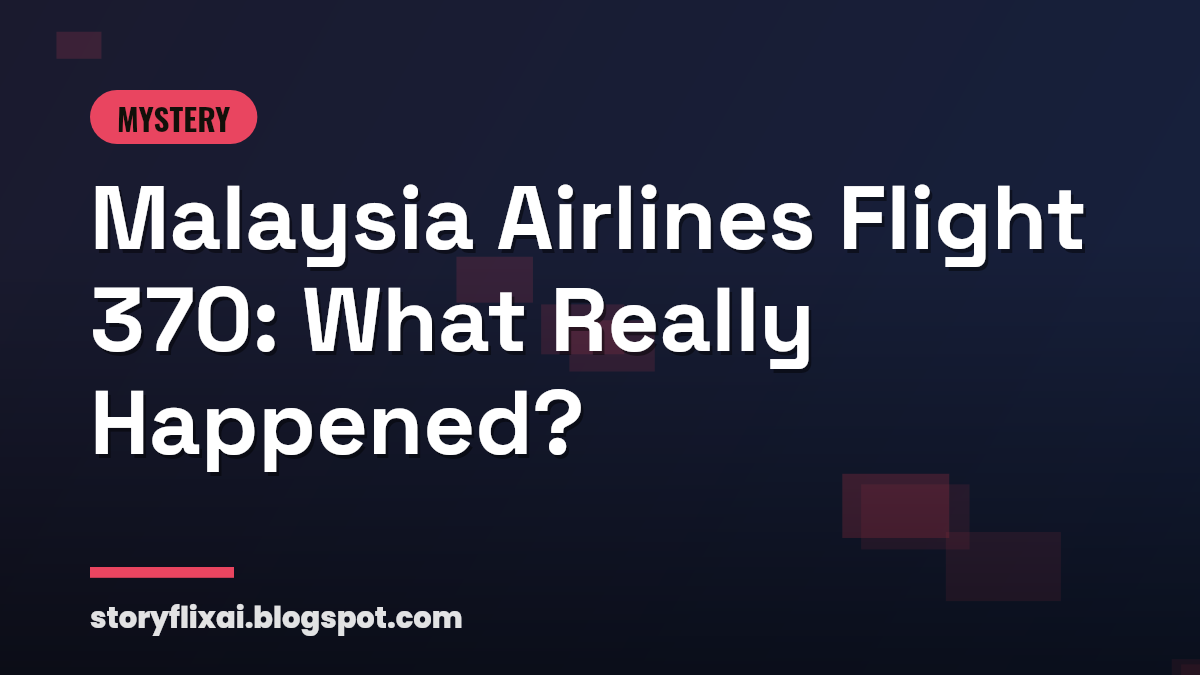 MYSTERY
Malaysia Airlines Flight
370: What Really
Happened?
storyflixai.blogspot.com